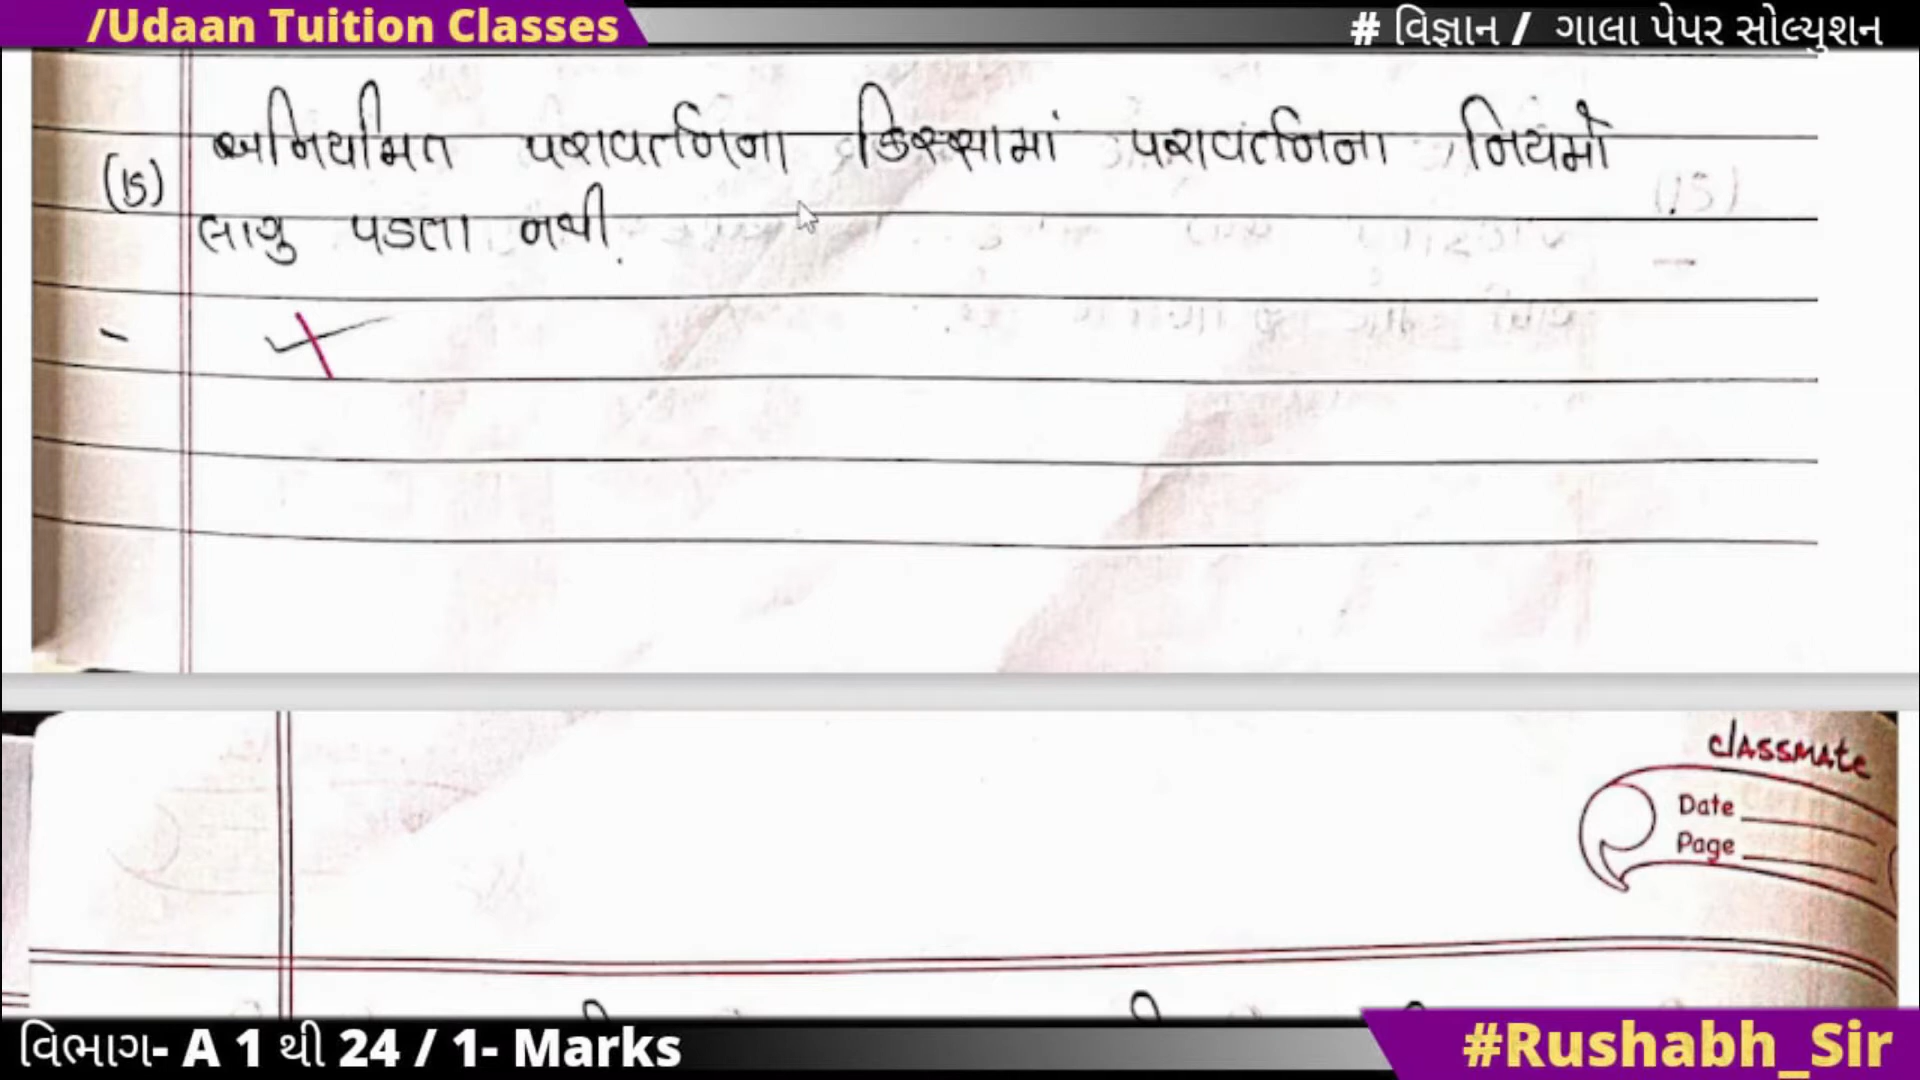 /Udaan Tuition Classes
# વિજ્ઞાન / ગાલા પેપર સોલ્યુશન
(15) અનિયમિત પરાવર્તનના કિસ્સામાં પરાવર્તનના નિયમો
લાગુ પડતા નથી.
-
classmate
Date
Page
વિભાગ- A 1 થી 24 / 1- Marks
#Rushabh_Sir